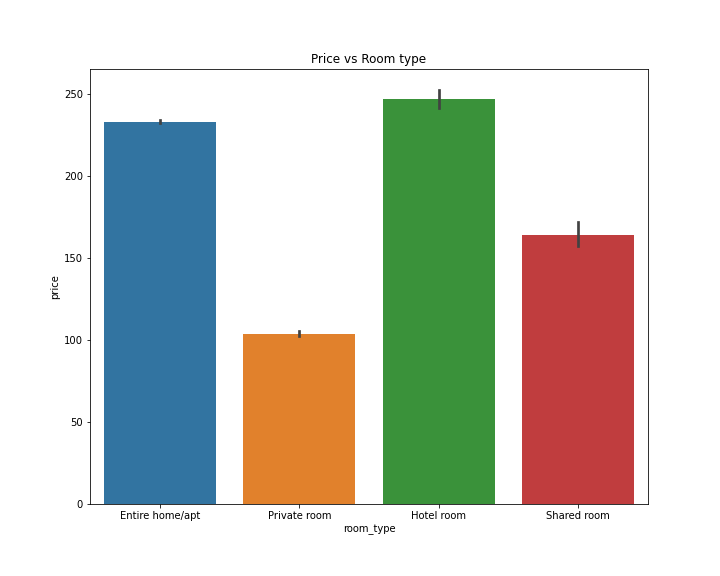 Price vs Room type
250
200
150
100
50
0
price
Entire home/apt Private room Hotel room Shared room
room_type